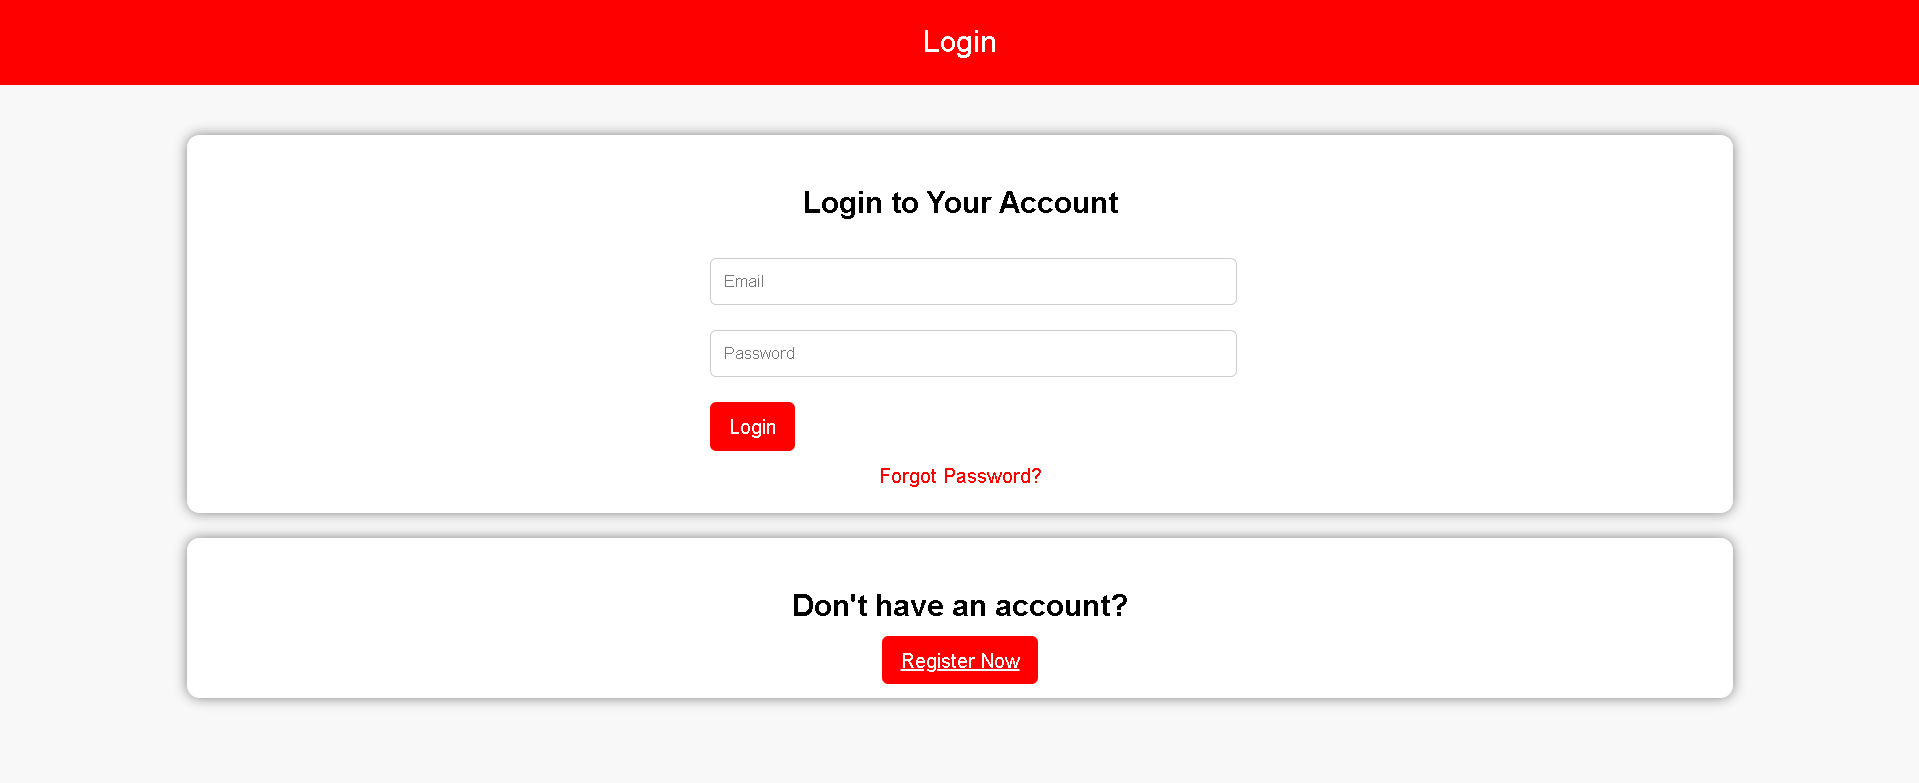 Login
Login to Your Account
Email
Password
Login
Forgot Password?
Don't have an account?
Register Now